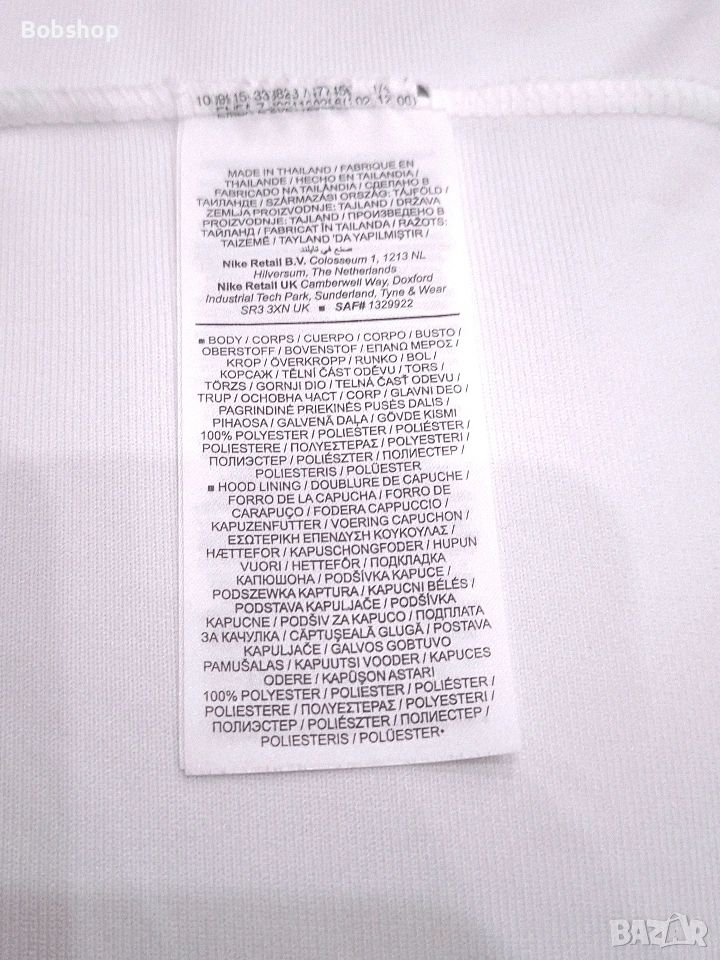 Bobshop
MADE IN THAILAND / FABRIQUE EN
THAILANDE / HECHO EN TAILANDIA /
FABRICADO NA TAILÂNDIA / СДЕЛАНО В
ТАИЛАНДЕ / SZÁRMAZÁSI ORSZÁG: TAJFÖLD /
ZEMLJA PROIZVODNJE: TAJLAND / DRŽAVA
PROIZVODNJE: TAJLAND / ПРОИЗВЕДЕНО В
ТАЙЛАНД / FABRICAT ÎN TAILANDA / RAŽOTS:
TAIZEMĒ / TAYLAND 'DA YAPILMIŞTIR /
صنع في تايلند
Nike Retail B.V. Colosseum 1, 1213 NL
Hilversum, The Netherlands
Nike Retail UK Camberwell Way, Doxford
Industrial Tech Park, Sunderland, Tyne & Wear
SR3 3XN UK ■ SAF# 1329922
■ BODY / CORPS / CUERPO / CORPO / BUSTO /
OBERSTOFF / BOVENSTOF / ΕΠΑΝΩ ΜΕΡΟΣ /
KROP / ÖVERKROPP / RUNKO / BOL /
КОРСАЖ / TĚLNÍ ČÁST ODĚVU / TORS /
TÖRZS / GORNJI DIO / TELNÁ ČASŤ ODEVU /
TRUP / ОСНОВНА ЧАСТ / CORP / GLAVNI DEO /
PAGRINDINĖ PRIEKINĖS PUSĖS DALIS /
PIHAOSA / GALVENĀ DAĻA / GÖVDE KISMI
100% POLYESTER / POLIESTER / POLIÉSTER /
POLIESTERE / ΠΟΛΥΕΣΤΕΡΑΣ / POLYESTERI /
ПОЛИЭСТЕР / POLIÉSZTER / ПОЛИЕСТЕР /
POLIESTERIS / POLÜESTER
■ HOOD LINING / DOUBLURE DE CAPUCHE /
FORRO DE LA CAPUCHA / FORRO DE
CARAPUÇO / FODERA CAPPUCCIO /
KAPUZENFUTTER / VOERING CAPUCHON /
ΕΣΩΤΕΡΙΚΗ ΕΠΕΝΔΥΣΗ ΚΟΥΚΟΥΛΑΣ /
HÆTTEFOR / KAPUSCHONGFODER / HUPUN
VUORI / HETTEFÔR / ПОДКЛАДКА
КАПЮШОНА / PODŠÍVKA KAPUCE /
PODSZEWKA KAPTURA / KAPUCNI BÉLÉS /
PODSTAVA KAPULJAČE / PODŠÍVKA
KAPUCNE / PODŠIV ZA KAPUCO / ПОДПЛАТА
ЗА КАЧУЛКА / CĂPTUŞEALĂ GLUGĂ / POSTAVA
KAPULJAČE / GALVOS GOBTUVO
PAMUŠALAS / KAPUUTSI VOODER / KAPUCES
ODERE / KAPÜŞON ASTARI
100% POLYESTER / POLIESTER / POLIÉSTER /
POLIESTERE / ΠΟΛΥΕΣΤΕΡΑΣ / POLYESTERI /
ПОЛИЭСТЕР / POLIÉSZTER / ПОЛИЕСТЕР /
POLIESTERIS / POLÜESTER•
BAZAR